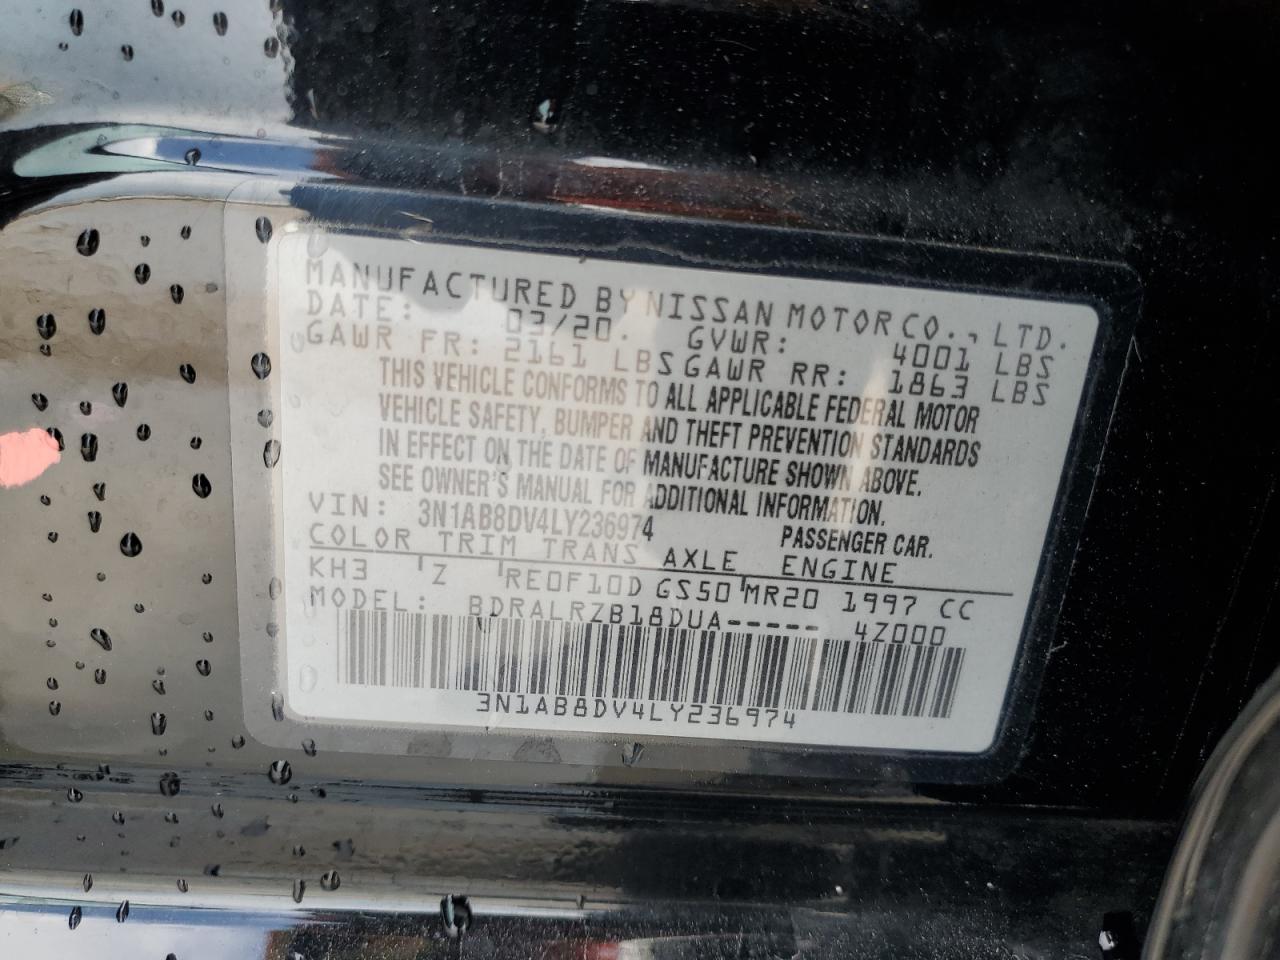 MANUFACTURED BY NISSAN MOTOR CO., LTD.
DATE: 03/20. GVWR: 4001 LBS
GAWR FR: 2161 LBS GAWR RR: 1863 LBS
THIS VEHICLE CONFORMS TO ALL APPLICABLE FEDERAL MOTOR
VEHICLE SAFETY, BUMPER AND THEFT PREVENTION STANDARDS
IN EFFECT ON THE DATE OF MANUFACTURE SHOWN ABOVE.
SEE OWNER'S MANUAL FOR ADDITIONAL INFORMATION.
VIN: 3N1AB8DV4LY236974 PASSENGER CAR.
COLOR TRIM TRANS AXLE ENGINE
KH3 Z RE0F10D GS50 MR20 1997 CC
MODEL: BDRALRZB18DUA----- 4Z000
3N1AB8DV4LY236974